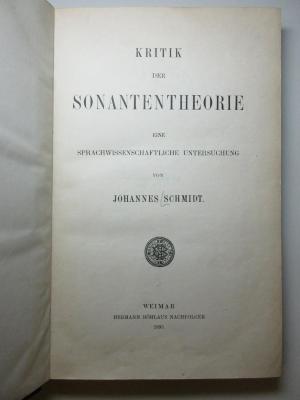 KRITIK
DER
SONANTENTHEORIE
EINE
SPRACHWISSENSCHAFTLICHE UNTERSUCHUNG
VON
JOHANNES SCHMIDT.
WEIMAR
HERMANN BÖHLAUS NACHFOLGER
1895.